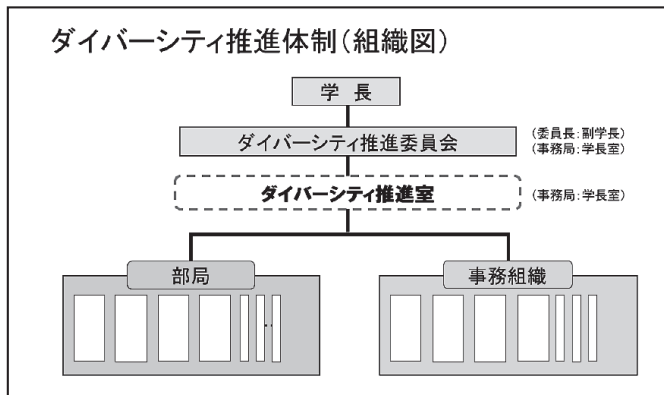 ダイバーシティ推進体制(組織図)
学 長
ダイバーシティ推進委員会
(委員長:副学長)
(事務局:学長室)
ダイバーシティ推進室
(事務局:学長室)
部局
事務組織